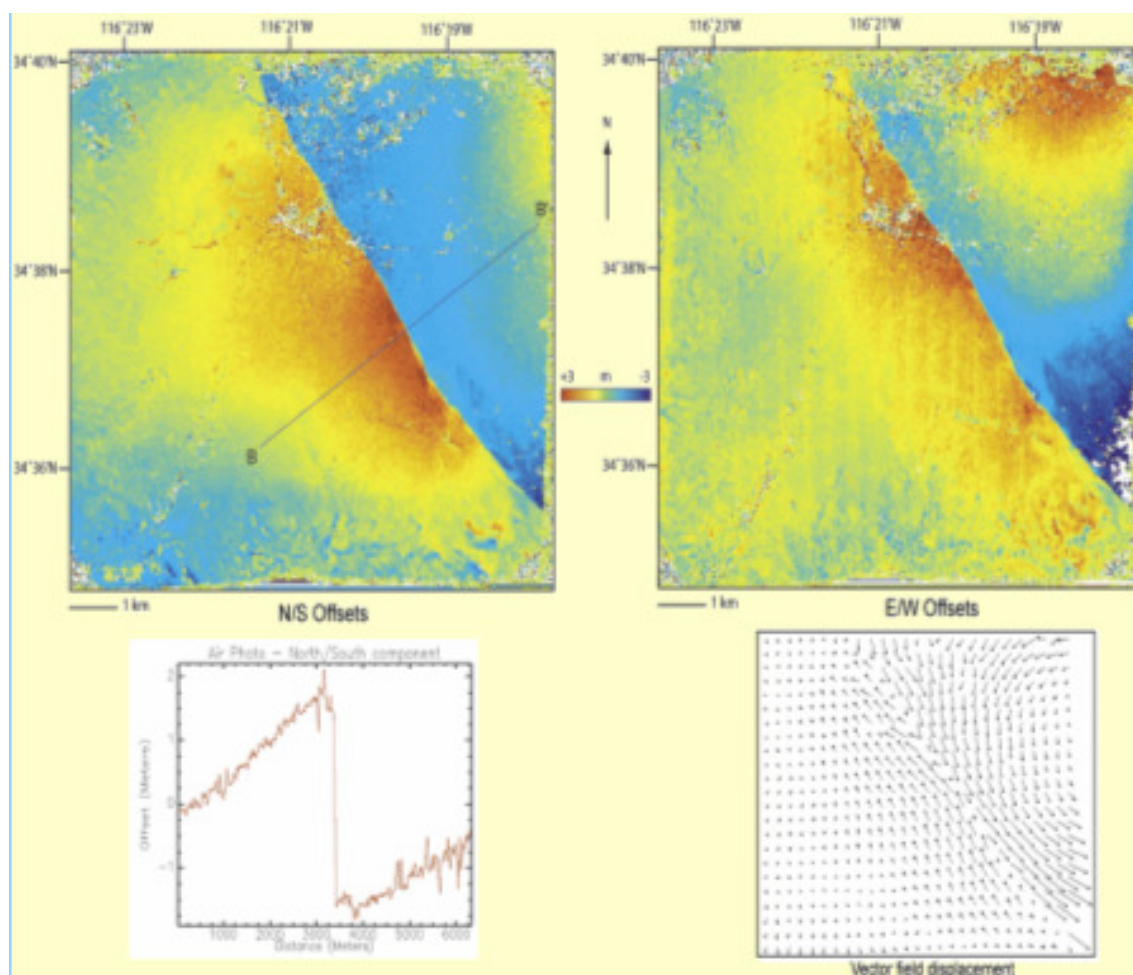 116°23'W 116°21'W 116°19'W
116°23'W 116°21'W 116°19'W
34°40'N
34°38'N
34°36'N
34°40'N
34°38'N
34°36'N
N
+3 m -3
1 km
N/S Offsets
1 km
E/W Offsets
Air Photo - North/South component
Offset (Meters)
2
1
0
-1
1000 2000 3000 4000 5000 6000
Distance (Meters)
Vector field displacement